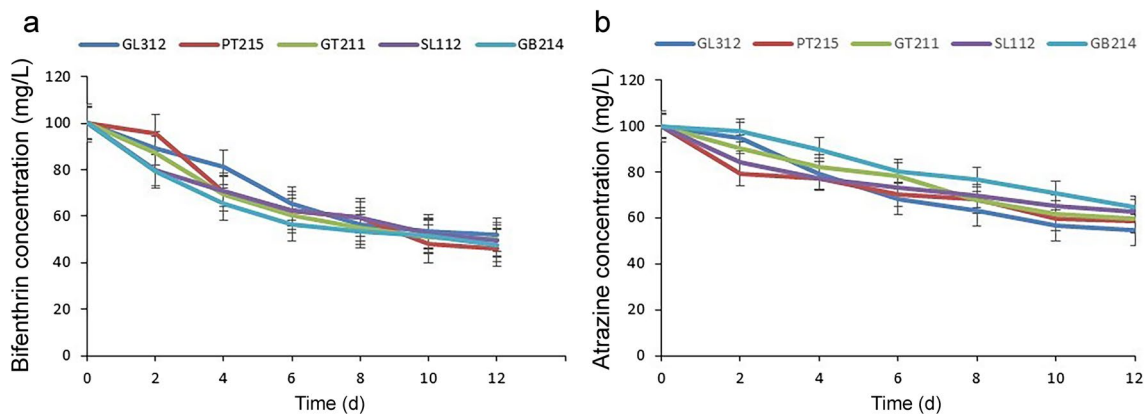 a
GL312 PT215 GT211 SL112 GB214
Bifenthrin concentration (mg/L)
120
100
80
60
40
20
0
0 2 4 6 8 10 12
Time (d)
b
GL312 PT215 GT211 SL112 GB214
Atrazine concentration (mg/L)
120
100
80
60
40
20
0
0 2 4 6 8 10 12
Time (d)